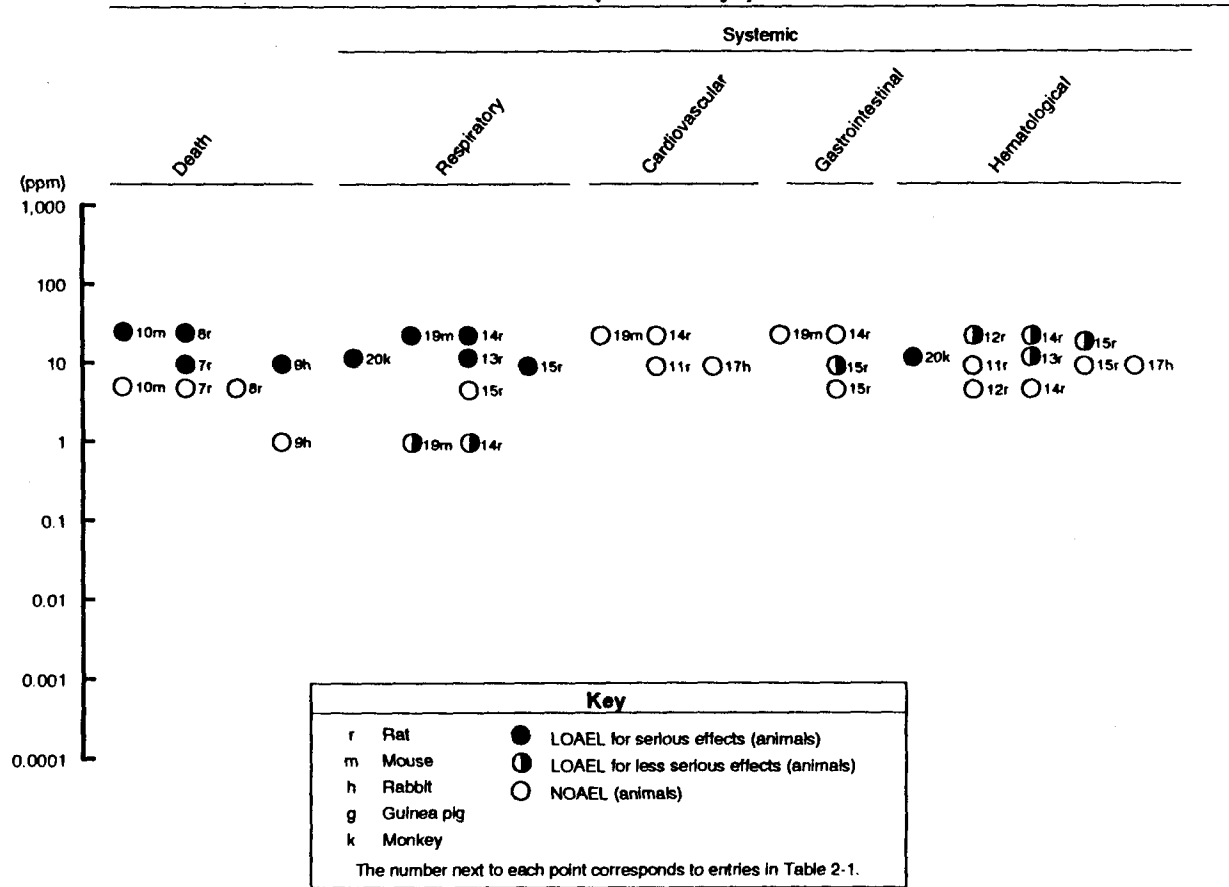 Systemic
Death
Respiratory
Cardiovascular
Gastrointestinal
Hematological
(ppm)
1,000
100
10
1
0.1
0.01
0.001
0.0001
10m 8r
7r 9h
10m 7r 8r
9h
19m 14r
20k 13r 15r
15r
19m 14r
19m 14r
11r 17h
19m 14r
15r
15r
12r 14r 15r
20k 11r 13r 15r 17h
12r 14r
Key
r Rat
m Mouse
h Rabbit
g Guinea pig
k Monkey
LOAEL for serious effects (animals)
LOAEL for less serious effects (animals)
NOAEL (animals)
The number next to each point corresponds to entries in Table 2-1.